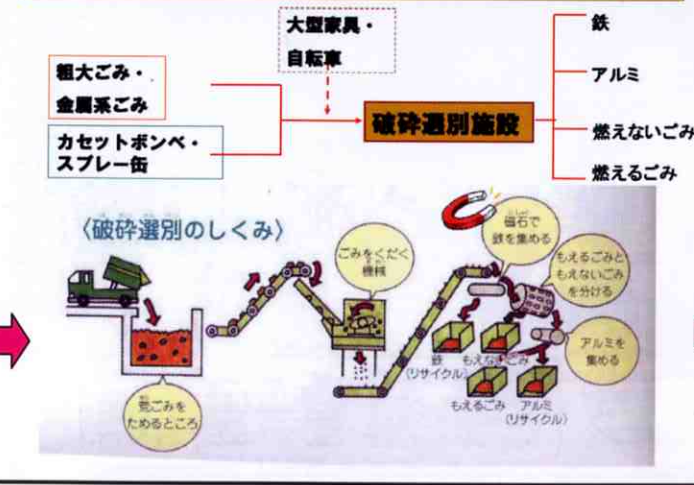 大型家具・
自転車
粗大ごみ・
金属系ごみ
カセットボンベ・
スプレー缶
破砕選別施設
鉄
アルミ
燃えないごみ
燃えるごみ
〈破砕選別のしくみ〉
ごみをくだく
機械
磁石で
鉄を集める
もえるごみと
もえないごみ
を分ける
アルミを
集める
荒ごみを
ためるところ
鉄
(リサイクル)
もえないごみ
もえるごみ
アルミ
(リサイクル)